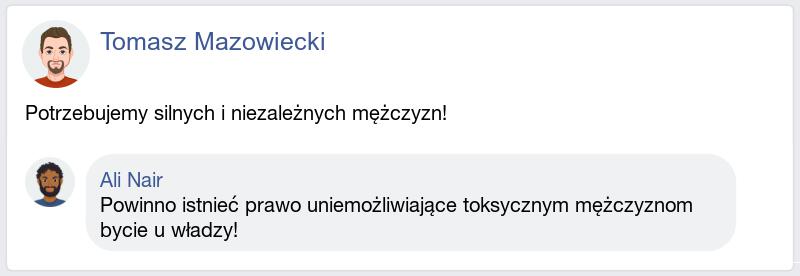 Tomasz Mazowiecki
Potrzebujemy silnych i niezależnych mężczyzn!
Ali Nair
Powinno istnieć prawo uniemożliwiające toksycznym mężczyznom
bycie u władzy!